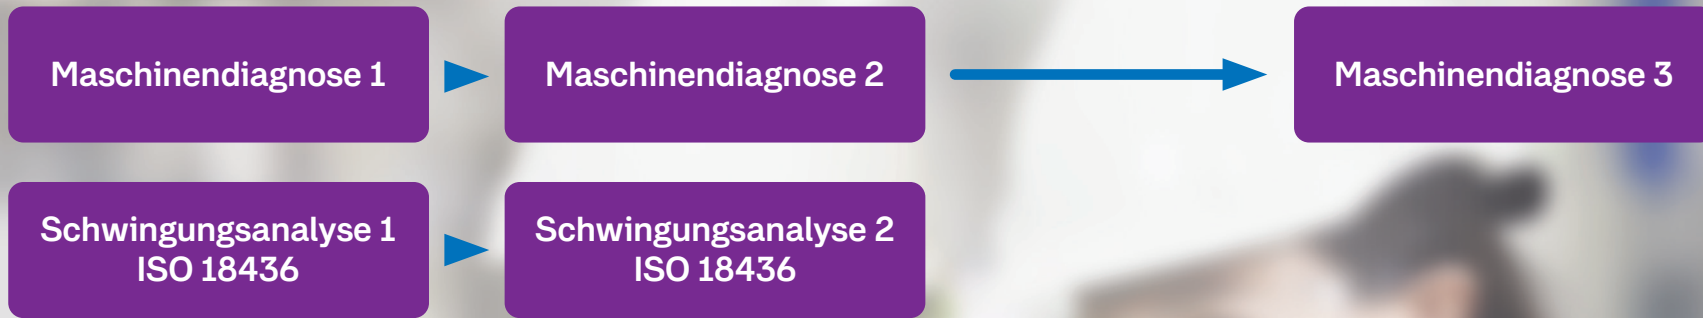 Maschinendiagnose 1
Maschinendiagnose 2
Maschinendiagnose 3
Schwingungsanalyse 1
ISO 18436
Schwingungsanalyse 2
ISO 18436